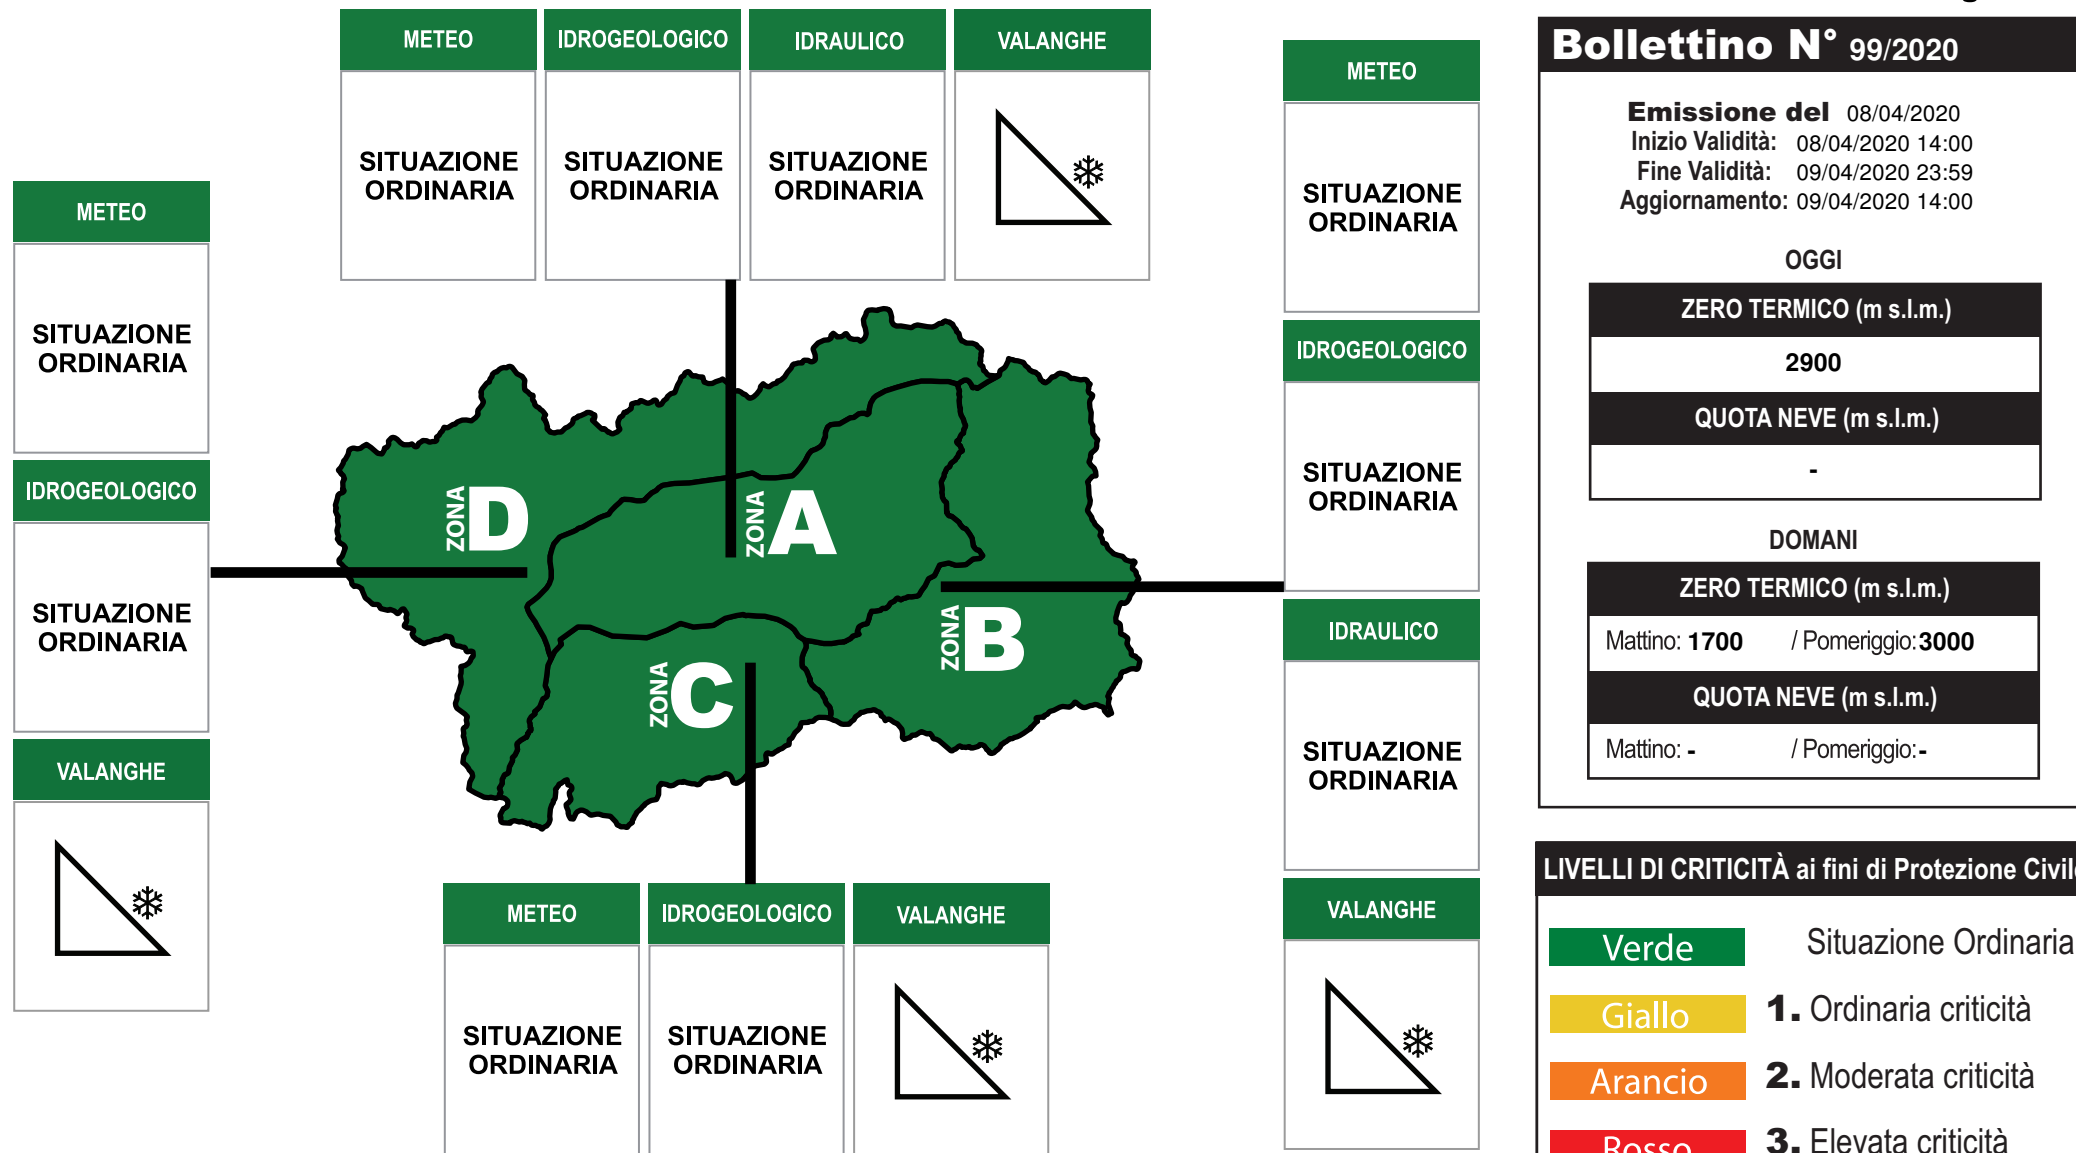 METEO
IDROGEOLOGICO
IDRAULICO
VALANGHE
SITUAZIONE
ORDINARIA
SITUAZIONE
ORDINARIA
SITUAZIONE
ORDINARIA
METEO
SITUAZIONE
ORDINARIA
IDROGEOLOGICO
SITUAZIONE
ORDINARIA
VALANGHE
ZONA D
ZONA A
ZONA B
ZONA C
METEO
SITUAZIONE
ORDINARIA
IDROGEOLOGICO
SITUAZIONE
ORDINARIA
IDRAULICO
SITUAZIONE
ORDINARIA
VALANGHE
METEO
IDROGEOLOGICO
VALANGHE
SITUAZIONE
ORDINARIA
SITUAZIONE
ORDINARIA
Bollettino N° 99/2020
Emissione del 08/04/2020
Inizio Validità: 08/04/2020 14:00
Fine Validità: 09/04/2020 23:59
Aggiornamento: 09/04/2020 14:00
OGGI
ZERO TERMICO (m s.l.m.)
2900
QUOTA NEVE (m s.l.m.)
-
DOMANI
ZERO TERMICO (m s.l.m.)
Mattino: 1700 / Pomeriggio: 3000
QUOTA NEVE (m s.l.m.)
Mattino: - / Pomeriggio: -
LIVELLI DI CRITICITÀ ai fini di Protezione Civile
Verde Situazione Ordinaria
Giallo 1. Ordinaria criticità
Arancio 2. Moderata criticità
Rosso 3. Elevata criticità